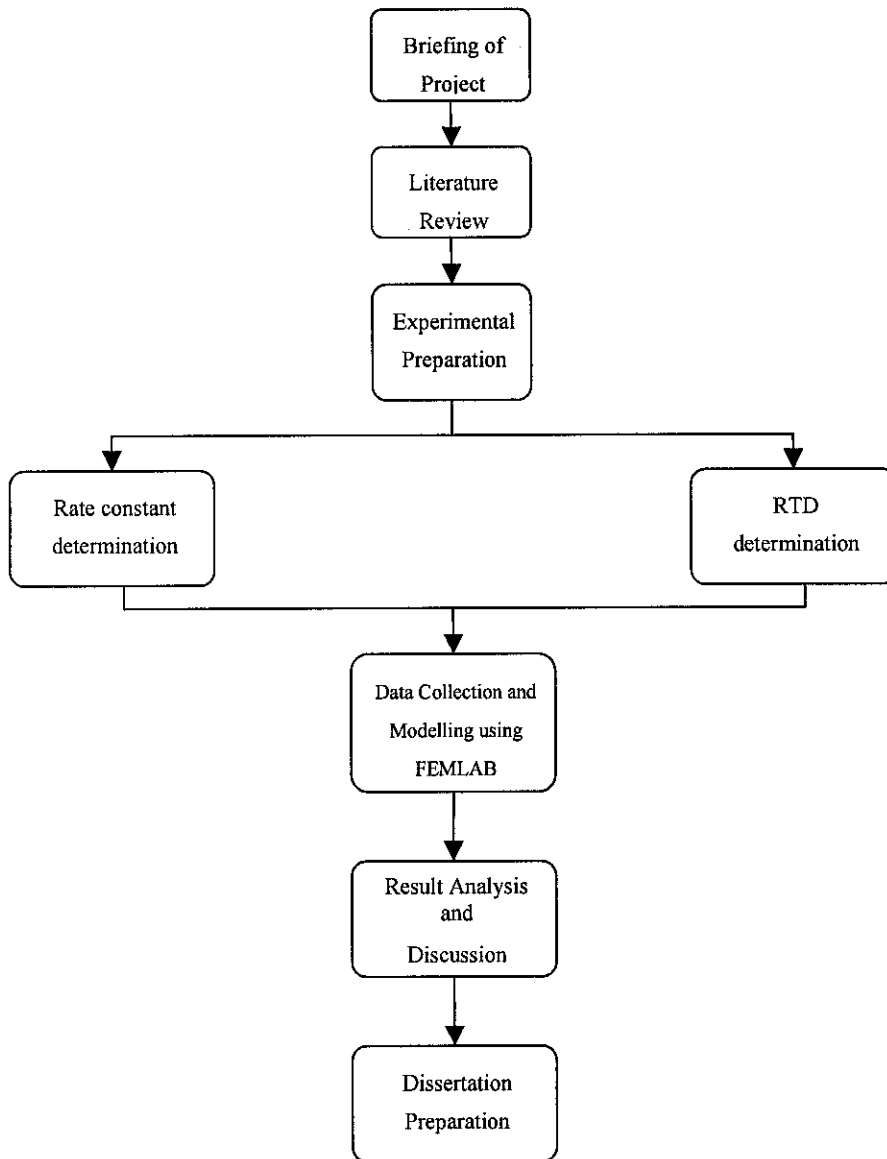 Briefing of
Project
Literature
Review
Experimental
Preparation
Rate constant
determination
RTD
determination
Data Collection and
Modelling using
FEMLAB
Result Analysis
and
Discussion
Dissertation
Preparation